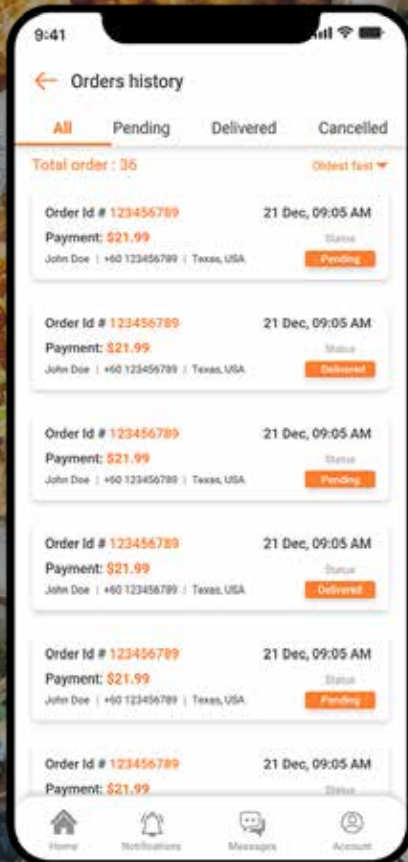 9:41
Orders history
All Pending Delivered Cancelled
Total order : 36 Oldest fast
Order Id # 123456789 21 Dec, 09:05 AM
Payment: $21.99 Status
John Doe | +60 123456789 | Texas, USA Pending
Order Id # 123456789 21 Dec, 09:05 AM
Payment: $21.99 Status
John Doe | +60 123456789 | Texas, USA Delivered
Order Id # 123456789 21 Dec, 09:05 AM
Payment: $21.99 Status
John Doe | +60 123456789 | Texas, USA Pending
Order Id # 123456789 21 Dec, 09:05 AM
Payment: $21.99 Status
John Doe | +60 123456789 | Texas, USA Delivered
Order Id # 123456789 21 Dec, 09:05 AM
Payment: $21.99 Status
John Doe | +60 123456789 | Texas, USA Pending
Order Id # 123456789 21 Dec, 09:05 AM
Payment: $21.99 Status
Home Notifications Messages Account